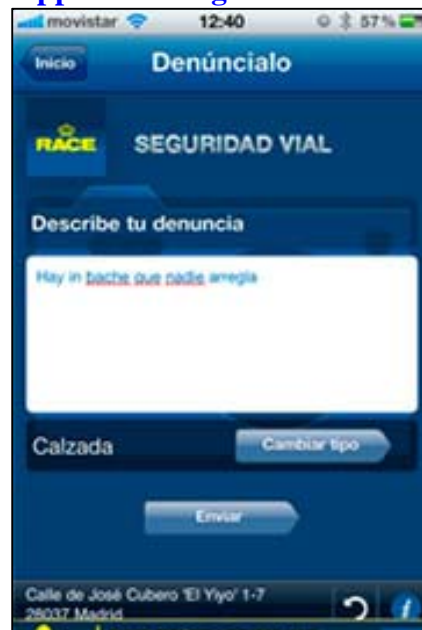 movistar 12:40 57%
Inicio Denúncialo
RACE SEGURIDAD VIAL
Describe tu denuncia
Hay in bache que nadie arregla
Calzada Cambiar tipo
Enviar
Calle de José Cubero 'El Yiyo' 1-7
28037 Madrid